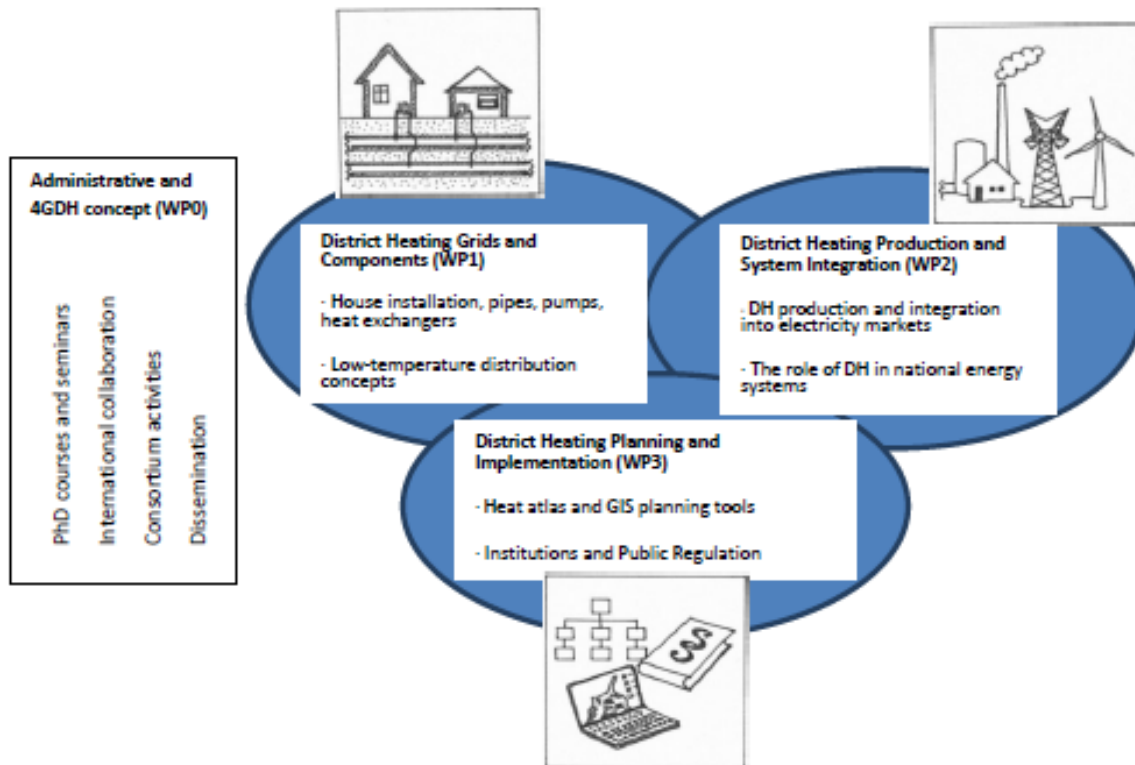 Administrative and
4GDH concept (WP0)
PhD courses and seminars
International collaboration
Consortium activities
Dissemination
District Heating Grids and
Components (WP1)
- House installation, pipes, pumps,
heat exchangers
- Low-temperature distribution
concepts
District Heating Production and
System Integration (WP2)
- DH production and integration
into electricity markets
- The role of DH in national energy
systems
District Heating Planning and
Implementation (WP3)
- Heat atlas and GIS planning tools
- Institutions and Public Regulation